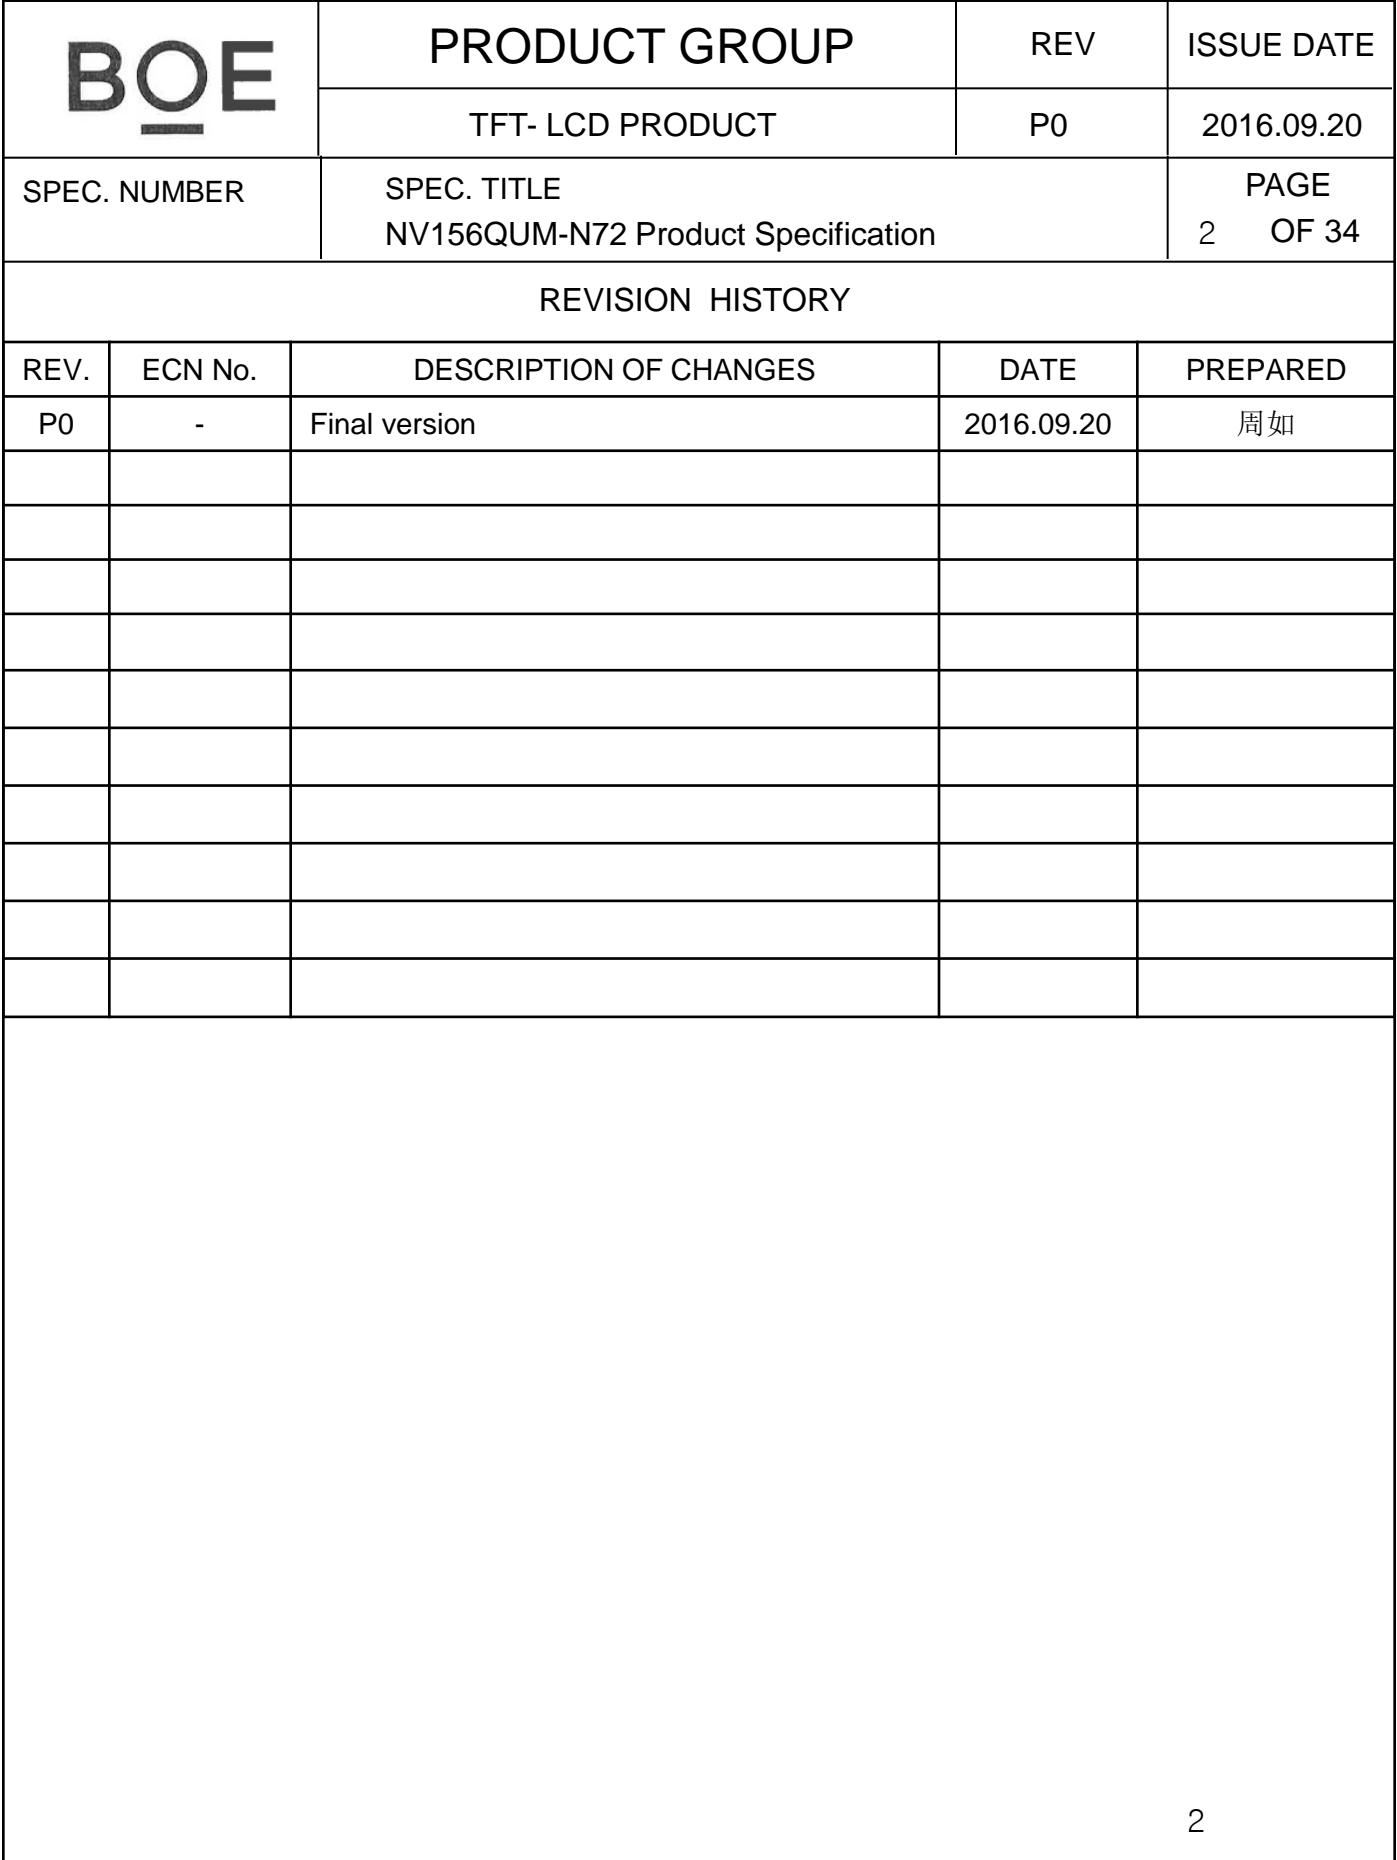 BOE
PRODUCT GROUP
REV
ISSUE DATE
TFT- LCD PRODUCT
P0
2016.09.20
SPEC. NUMBER
SPEC. TITLE
NV156QUM-N72 Product Specification
PAGE
2 OF 34
REVISION HISTORY
REV. ECN No. DESCRIPTION OF CHANGES DATE PREPARED
P0 - Final version 2016.09.20 周如
2